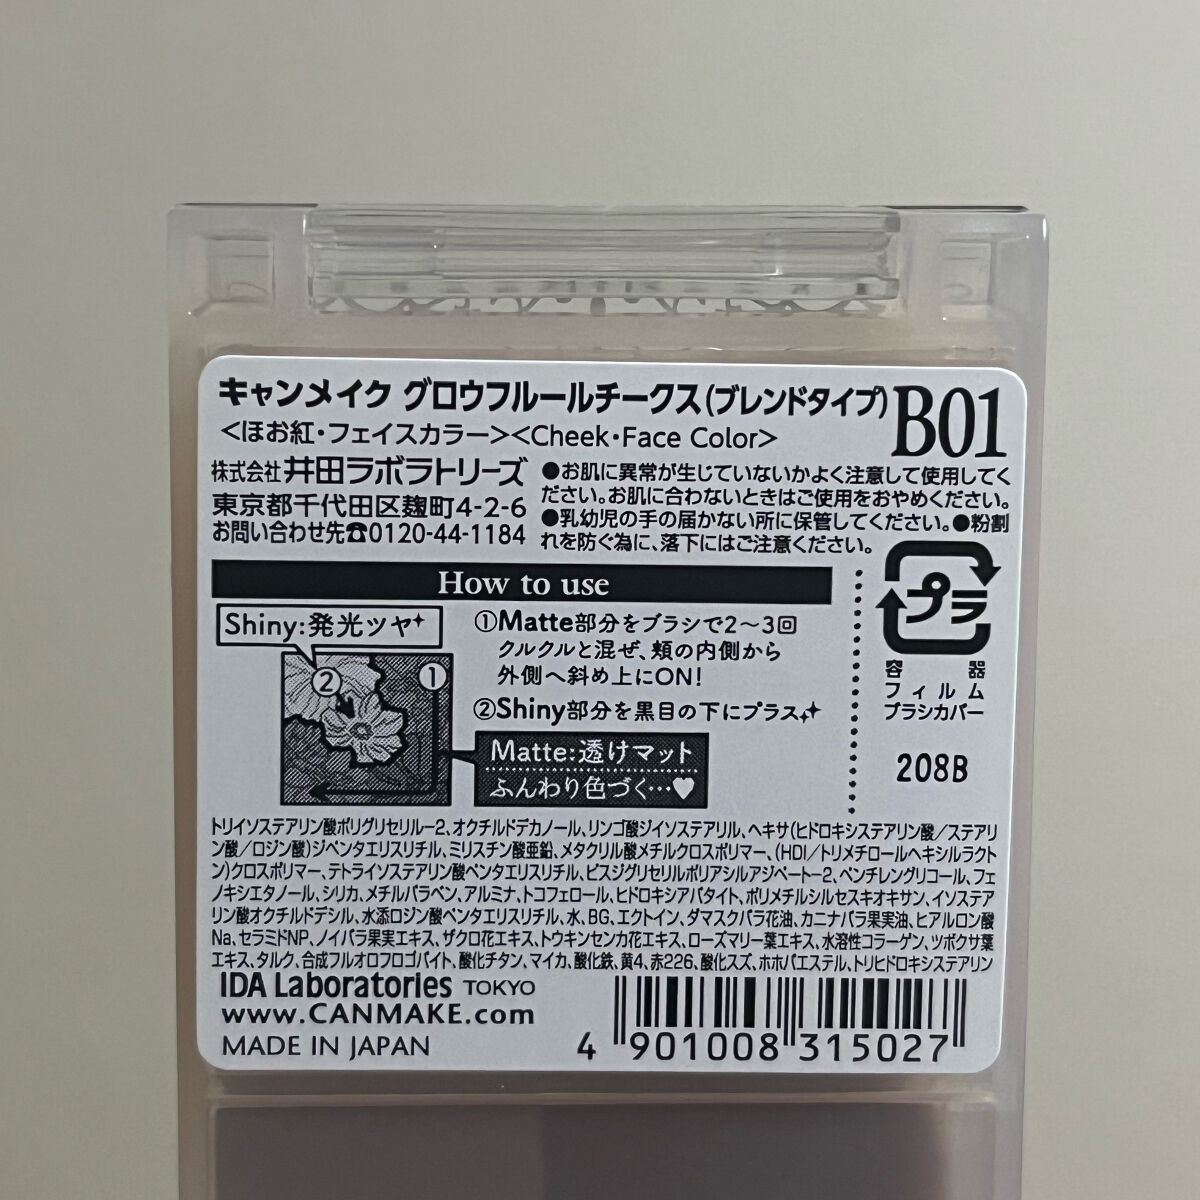 キャンメイク グロウフルールチークス(ブレンドタイプ) B01
<ほお紅・フェイスカラー><Cheek・Face Color>
株式会社 井田ラボラトリーズ
東京都千代田区麹町4-2-6
お問い合わせ先☎0120-44-1184
●お肌に異常が生じていないかよく注意して使用してく
ださい。お肌に合わないときはご使用をおやめください。
●乳幼児の手の届かない所に保管してください。●粉割
れを防ぐ為に、落下にはご注意ください。
How to use
Shiny:発光ツヤ
② ①
①Matte部分をブラシで2〜3回
クルクルと混ぜ、頬の内側から
外側へ斜め上にON!
②Shiny部分を黒目の下にプラス
Matte:透けマット
ふんわり色づく…♥
プラ
容器
フィルム
ブラシカバー
208B
トリイソステアリン酸ポリグリセリル-2、オクチルドデカノール、リンゴ酸ジイソステアリル、ヘキサ(ヒドロキシステアリン酸/ステアリ
ン酸/ロジン酸)ジペンタエリスリチル、ミリスチン酸亜鉛、メタクリル酸メチルクロスポリマー、(HDI/トリメチロールヘキシルラクト
ン)クロスポリマー、テトライソステアリン酸ペンタエリスリチル、ビスジグリセリルポリアシルアジペート-2、ペンチレングリコール、フェ
ノキシエタノール、シリカ、メチルパラベン、アルミナ、トコフェロール、ヒドロキシアパタイト、ポリメチルシルセスキオキサン、イソステア
リン酸オクチルドデシル、水添ロジン酸ペンタエリスリチル、水、BG、エクトイン、ダマスクバラ花油、カニナバラ果実油、ヒアルロン酸
Na、セラミドNP、ノイバラ果実エキス、ザクロ花エキス、トウキンセンカ花エキス、ローズマリー葉エキス、水溶性コラーゲン、ツボクサ葉
エキス、タルク、合成フルオロフロゴパイト、酸化チタン、マイカ、酸化鉄、黄4、赤226、酸化スズ、ホホバエステル、トリヒドロキシステアリン
IDA Laboratories TOKYO
www.CANMAKE.com
MADE IN JAPAN
4 901008 315027